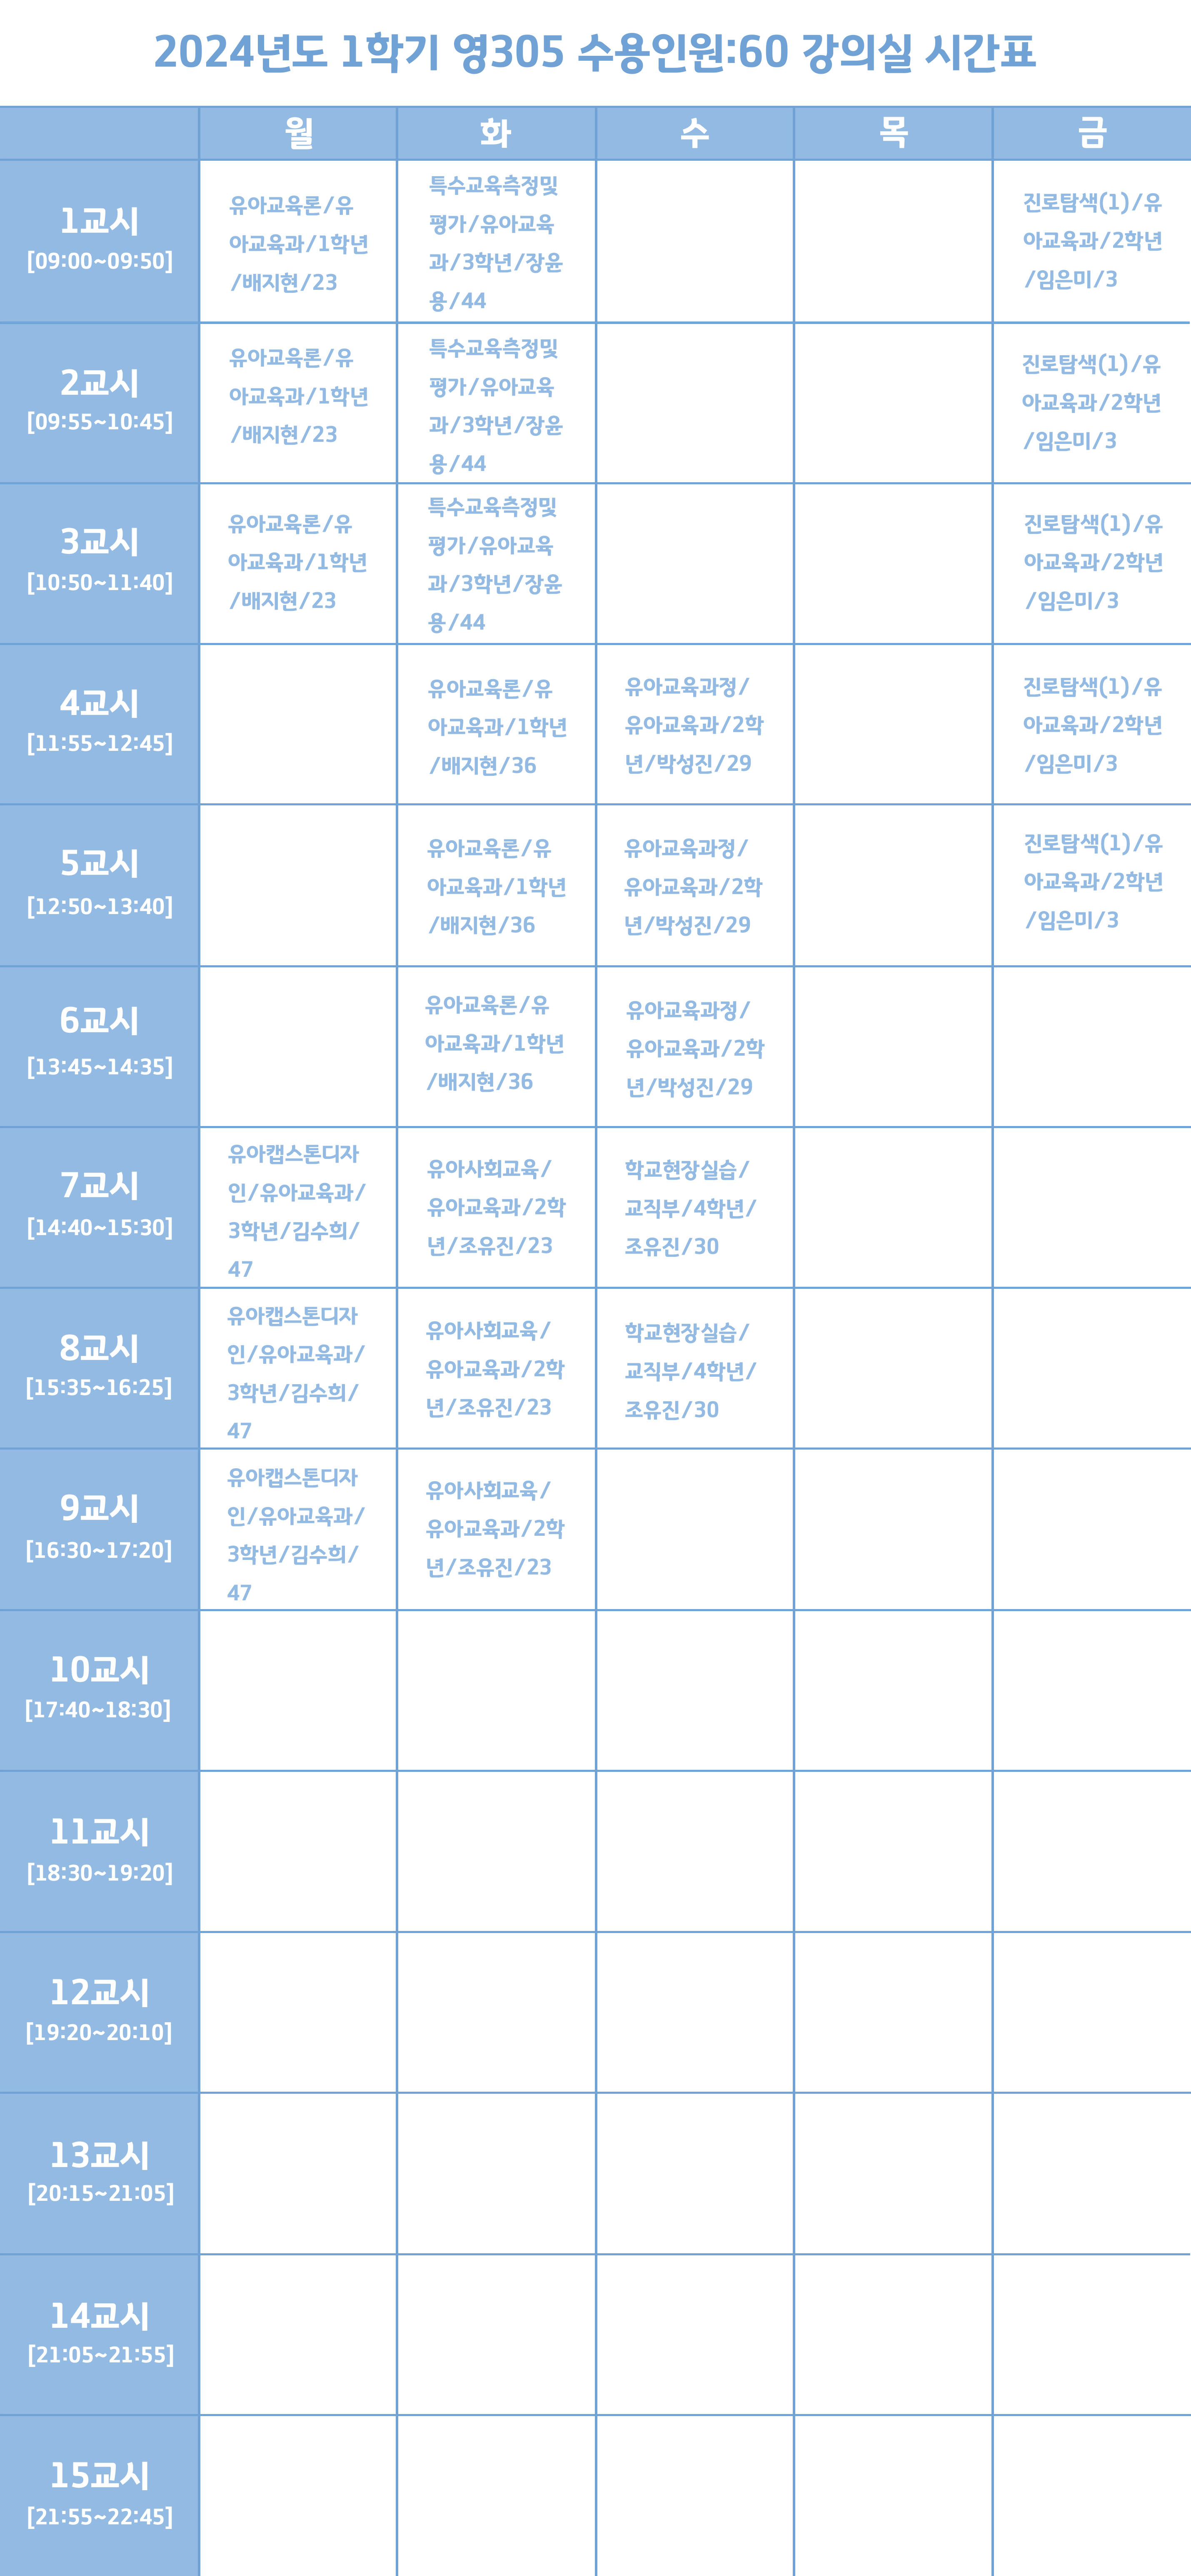 2024년도 1학기 영305 수용인원:60 강의실 시간표
월 화 수 목 금
1교시
[09:00~09:50]
유아교육론/유
아교육과/1학년
/배지현/23
특수교육측정및
평가/유아교육
과/3학년/장윤
용/44
진로탐색(1)/유
아교육과/2학년
/임은미/3
2교시
[09:55~10:45]
유아교육론/유
아교육과/1학년
/배지현/23
특수교육측정및
평가/유아교육
과/3학년/장윤
용/44
진로탐색(1)/유
아교육과/2학년
/임은미/3
3교시
[10:50~11:40]
유아교육론/유
아교육과/1학년
/배지현/23
특수교육측정및
평가/유아교육
과/3학년/장윤
용/44
진로탐색(1)/유
아교육과/2학년
/임은미/3
4교시
[11:55~12:45]
유아교육론/유
아교육과/1학년
/배지현/36
유아교육과정/
유아교육과/2학
년/박성진/29
진로탐색(1)/유
아교육과/2학년
/임은미/3
5교시
[12:50~13:40]
유아교육론/유
아교육과/1학년
/배지현/36
유아교육과정/
유아교육과/2학
년/박성진/29
진로탐색(1)/유
아교육과/2학년
/임은미/3
6교시
[13:45~14:35]
유아교육론/유
아교육과/1학년
/배지현/36
유아교육과정/
유아교육과/2학
년/박성진/29
7교시
[14:40~15:30]
유아캡스톤디자
인/유아교육과/
3학년/김수희/
47
유아사회교육/
유아교육과/2학
년/조유진/23
학교현장실습/
교직부/4학년/
조유진/30
8교시
[15:35~16:25]
유아캡스톤디자
인/유아교육과/
3학년/김수희/
47
유아사회교육/
유아교육과/2학
년/조유진/23
학교현장실습/
교직부/4학년/
조유진/30
9교시
[16:30~17:20]
유아캡스톤디자
인/유아교육과/
3학년/김수희/
47
유아사회교육/
유아교육과/2학
년/조유진/23
10교시
[17:40~18:30]
11교시
[18:30~19:20]
12교시
[19:20~20:10]
13교시
[20:15~21:05]
14교시
[21:05~21:55]
15교시
[21:55~22:45]